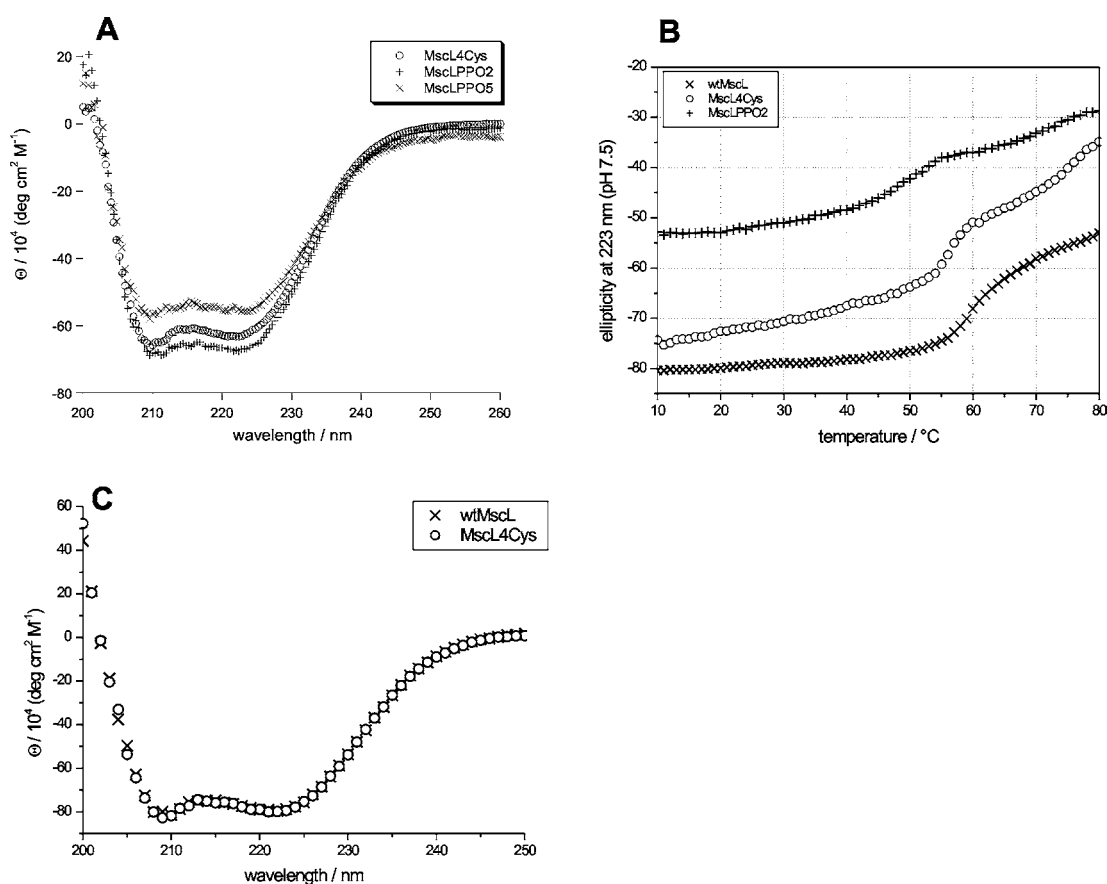 A
MscL4Cys
MscLPPO2
MscLPPO5
20
0
-20
-40
-60
-80
Θ / 10⁴ (deg cm² M⁻¹)
200 210 220 230 240 250 260
wavelength / nm
B
wtMscL
MscL4Cys
MscLPPO2
-20
-30
-40
-50
-60
-70
-80
ellipticity at 223 nm (pH 7.5)
10 20 30 40 50 60 70 80
temperature / °C
C
wtMscL
MscL4Cys
60
40
20
0
-20
-40
-60
-80
Θ / 10⁴ (deg cm² M⁻¹)
200 210 220 230 240 250
wavelength / nm